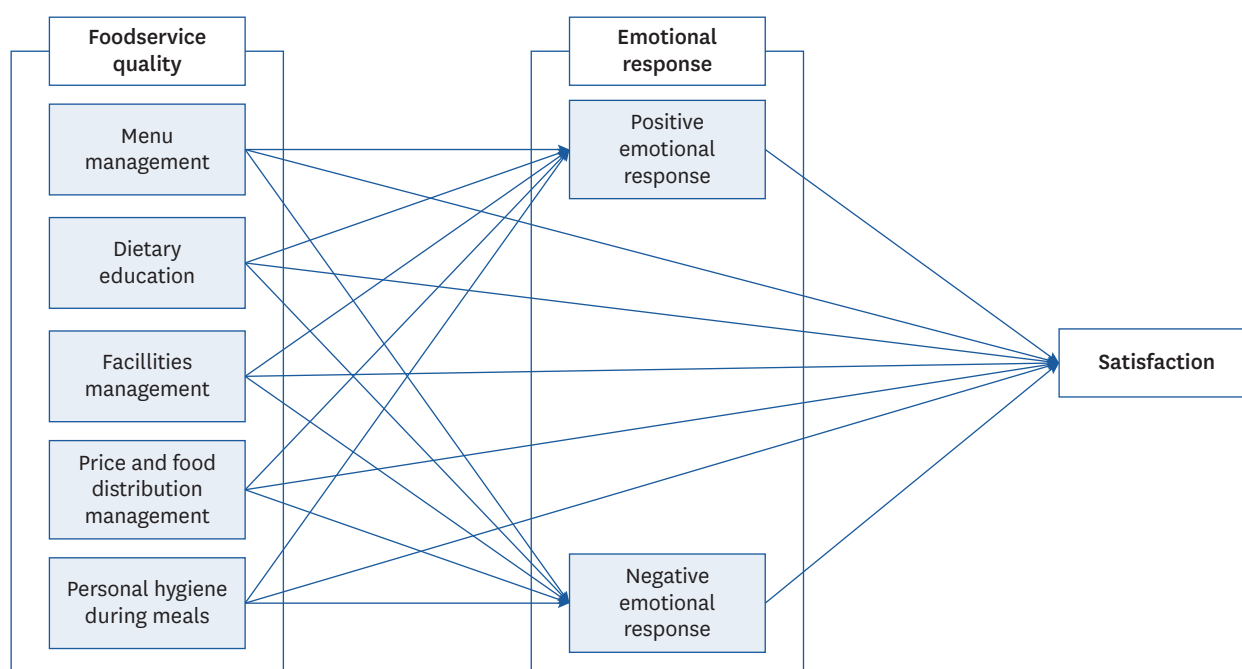 Foodservice
quality
Menu
management
Dietary
education
Facillities
management
Price and food
distribution
management
Personal hygiene
during meals
Emotional
response
Positive
emotional
response
Negative
emotional
response
Satisfaction